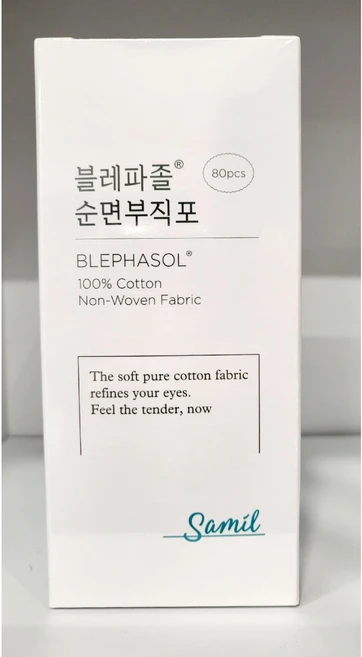 블레파졸® 80pcs
순면부직포
BLEPHASOL®
100% Cotton
Non-Woven Fabric
The soft pure cotton fabric
refines your eyes.
Feel the tender, now
Samil